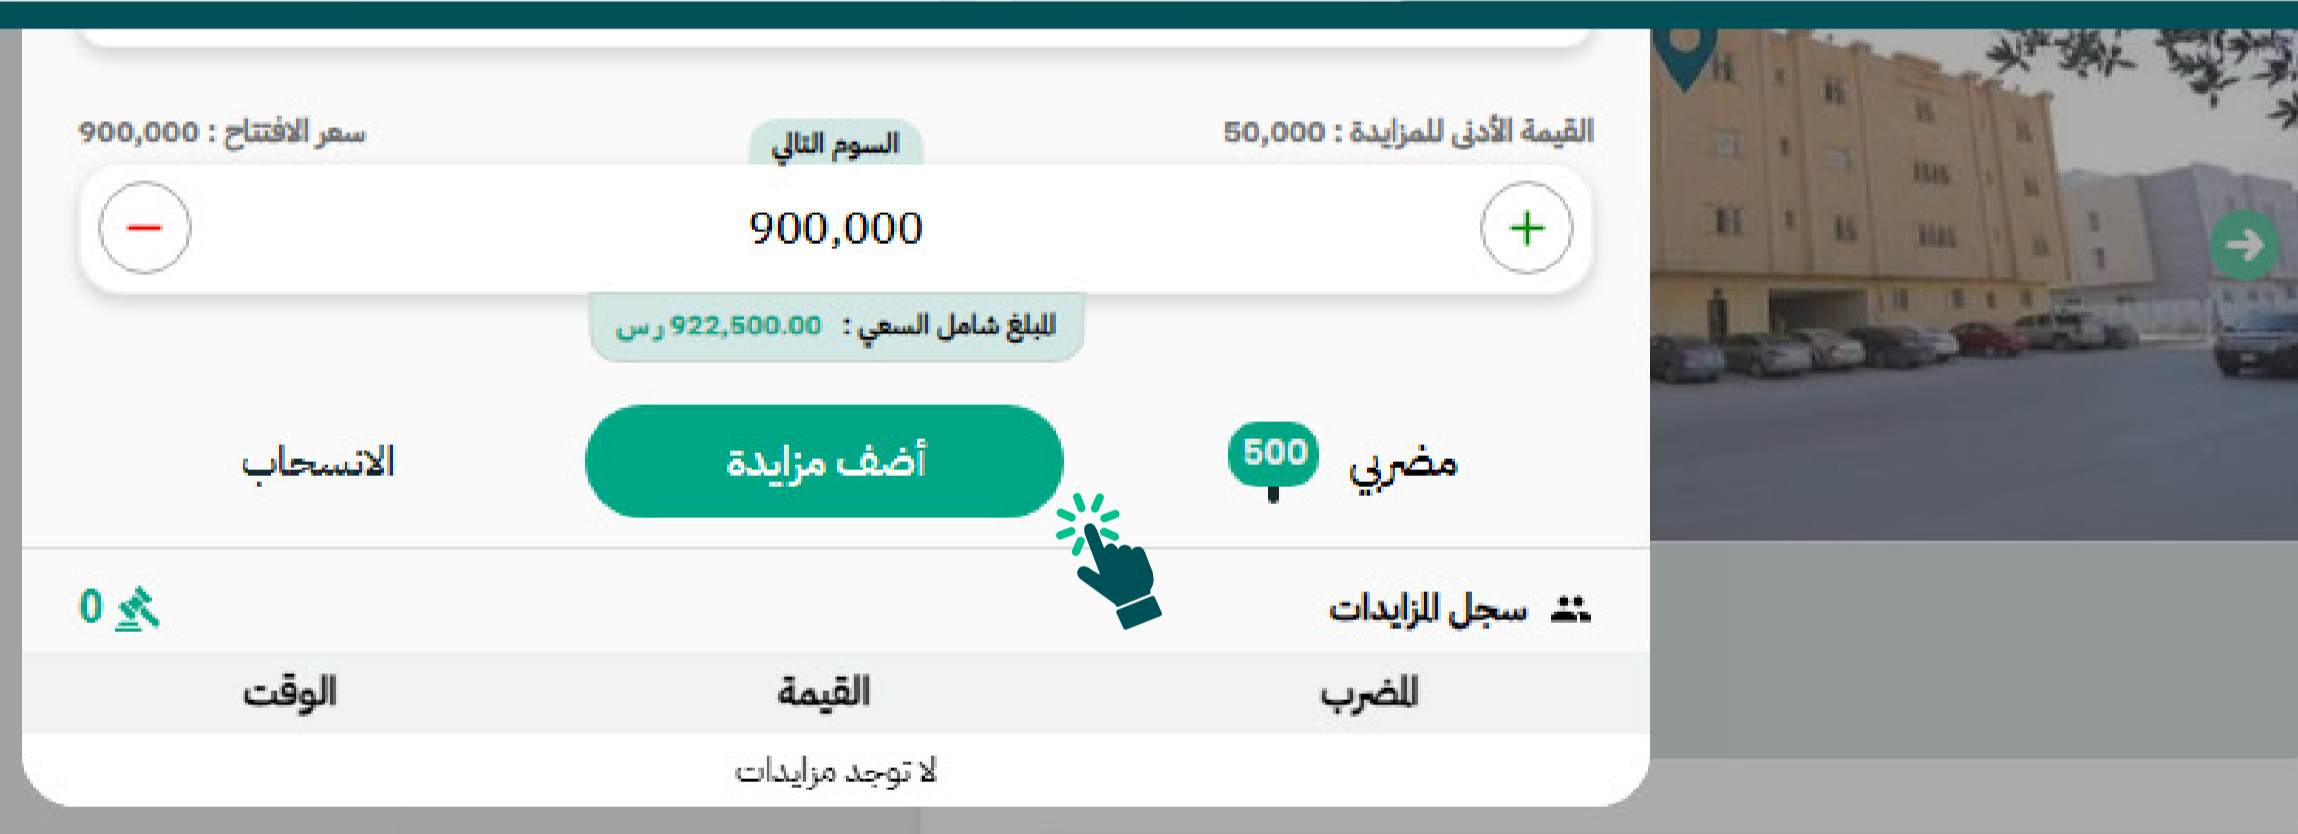 القيمة الأدنى للمزايدة : 50,000
السوم التالي
سعر الافتتاح : 900,000
+
900,000
−
المبلغ شامل السعي : 922,500.00 ر س
مضربي 500
أضف مزايدة
الانسحاب
سجل المزايدات
0
المضرب القيمة الوقت
لا توجد مزايدات